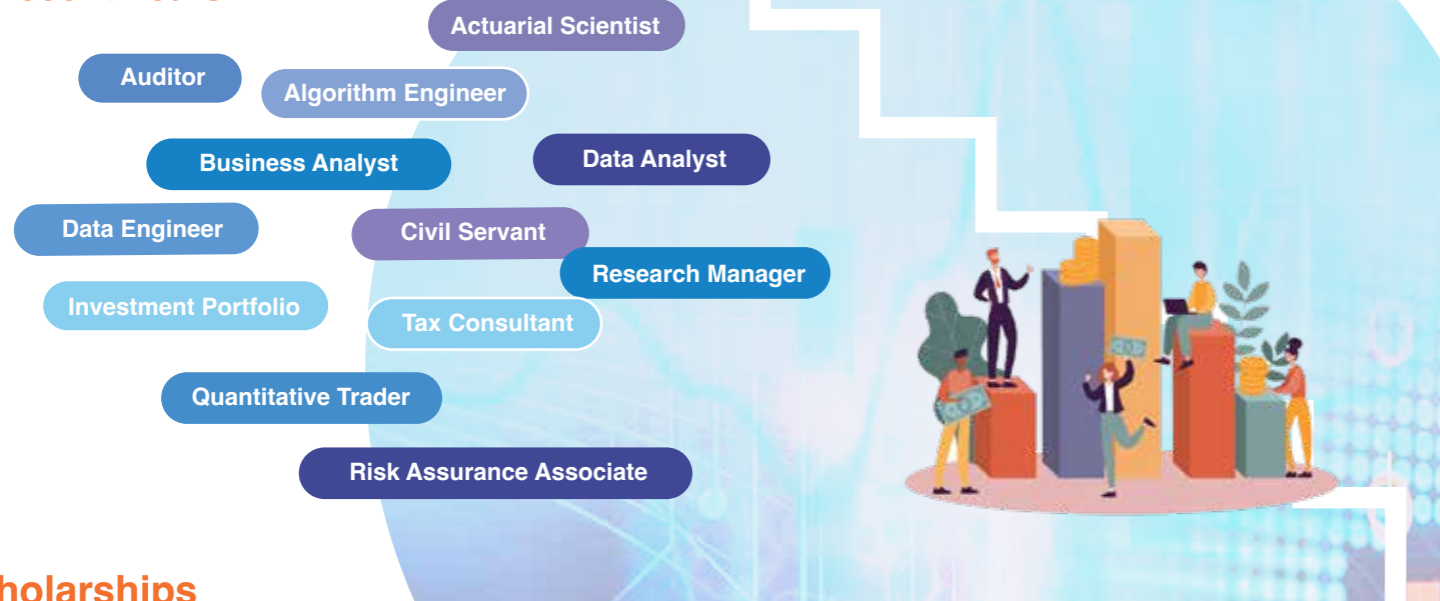 Actuarial Scientist
Auditor
Algorithm Engineer
Business Analyst
Data Analyst
Data Engineer
Civil Servant
Research Manager
Investment Portfolio
Tax Consultant
Quantitative Trader
Risk Assurance Associate
holarships